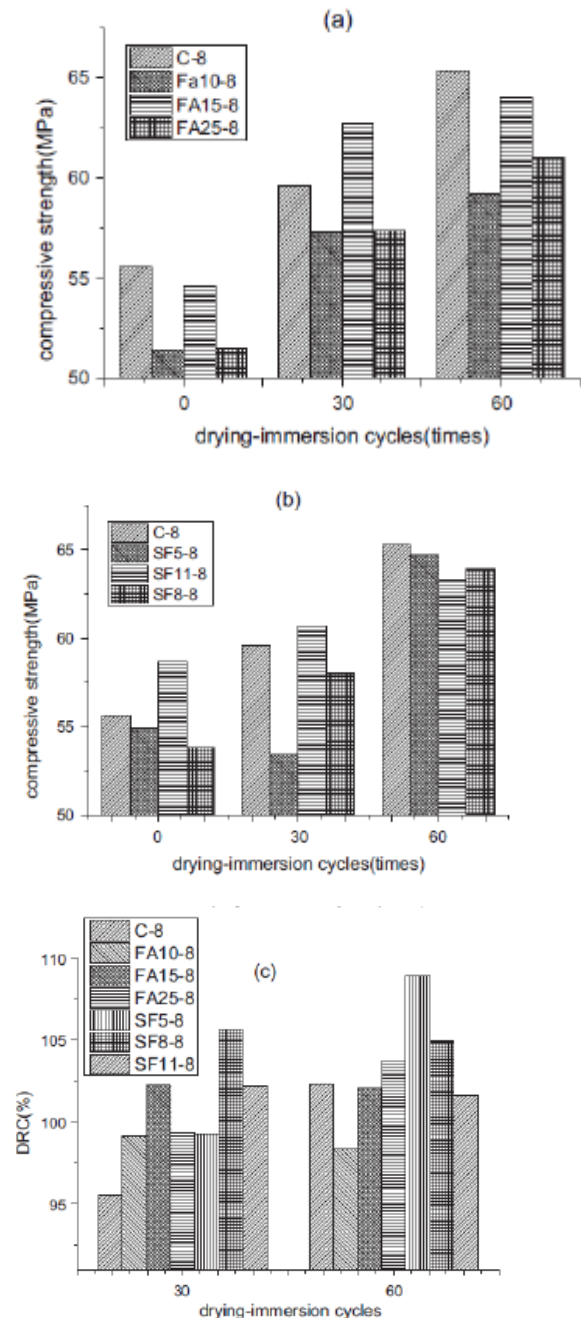 (a)
C-8
Fa10-8
FA15-8
FA25-8
65
60
55
50
compressive strength(MPa)
0 30 60
drying-immersion cycles(times)
(b)
C-8
SF5-8
SF11-8
SF8-8
65
60
55
50
compressive strength(MPa)
0 30 60
drying-immersion cycles(times)
(c)
C-8
FA10-8
FA15-8
FA25-8
SF5-8
SF8-8
SF11-8
110
105
100
95
DRC(%)
30 60
drying-immersion cycles